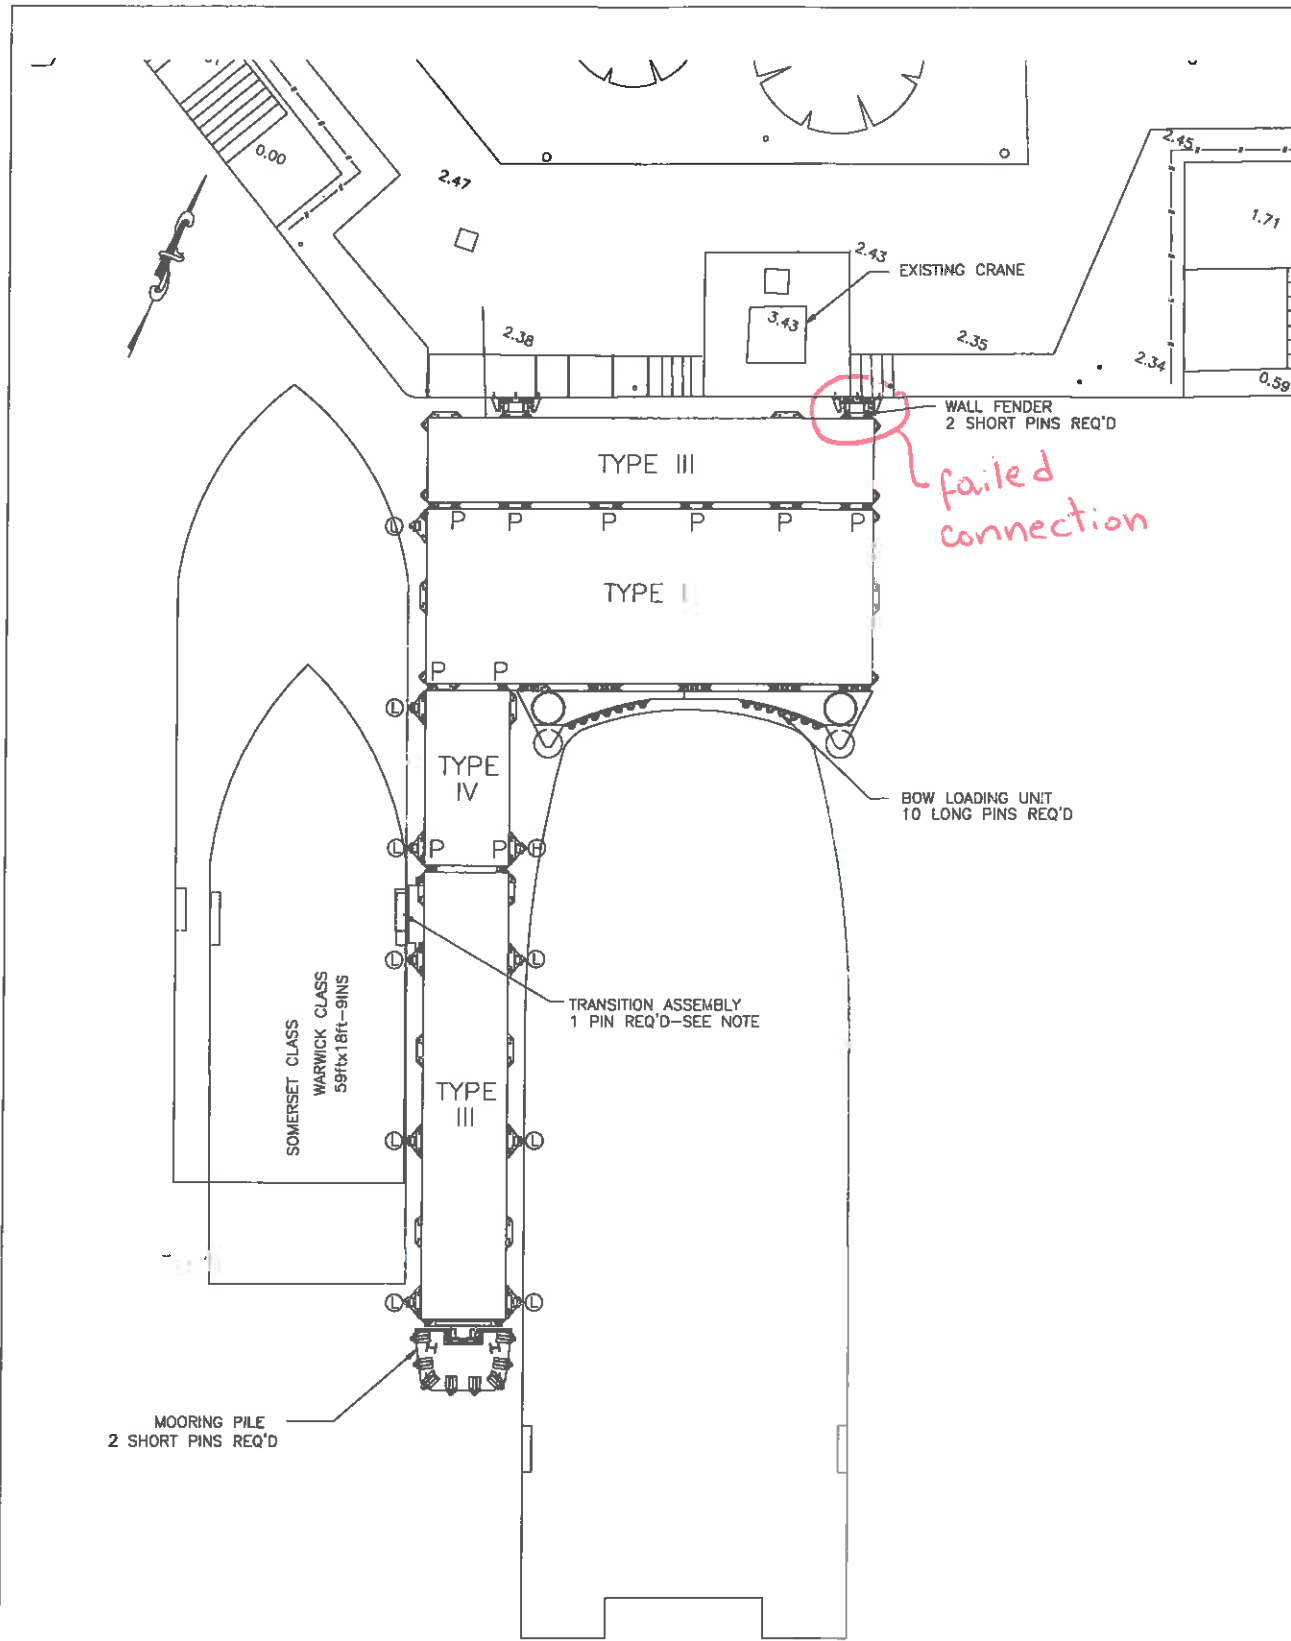 0.00
2.47
2.45
1.71
2.43
EXISTING CRANE
3.43
2.38
2.35
2.34
0.59
WALL FENDER
2 SHORT PINS REQ'D
TYPE III
failed
connection
P P P P P P
L
TYPE
P P
L
TYPE
IV
BOW LOADING UNIT
10 LONG PINS REQ'D
L P P H
L L
TRANSITION ASSEMBLY
1 PIN REQ'D-SEE NOTE
SOMERSET CLASS
WARWICK CLASS
59ftx18ft-9INS
TYPE
III
L L
L L
MOORING PILE
2 SHORT PINS REQ'D